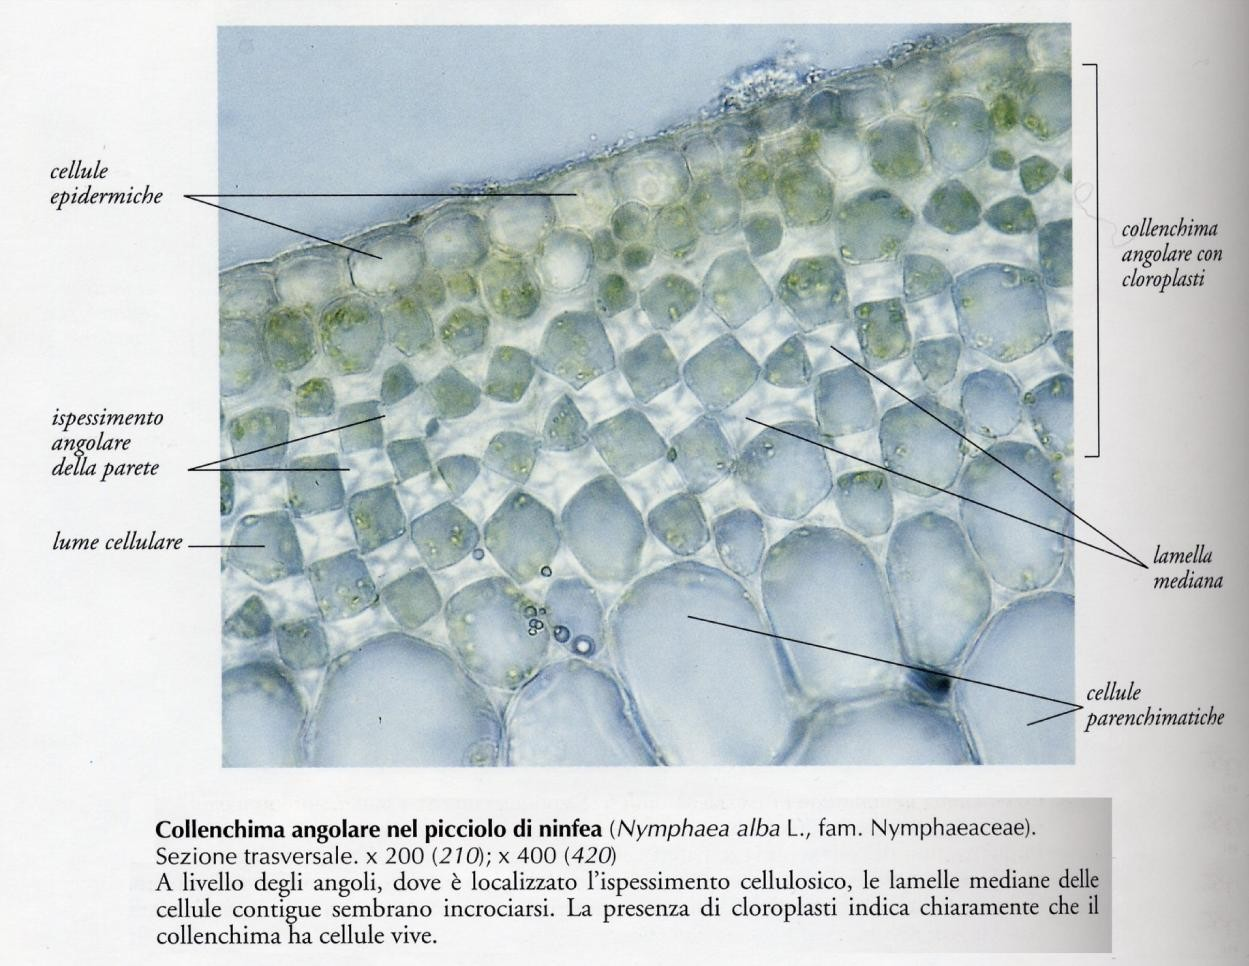 cellule
epidermiche
collenchima
angolare con
cloroplasti
ispessimento
angolare
della parete
lume cellulare
lamella
mediana
cellule
parenchimatiche
Collenchima angolare nel picciolo di ninfea (Nymphaea alba L., fam. Nymphaeaceae).
Sezione trasversale. x 200 (210); x 400 (420)
A livello degli angoli, dove è localizzato l'ispessimento cellulosico, le lamelle mediane delle
cellule contigue sembrano incrociarsi. La presenza di cloroplasti indica chiaramente che il
collenchima ha cellule vive.